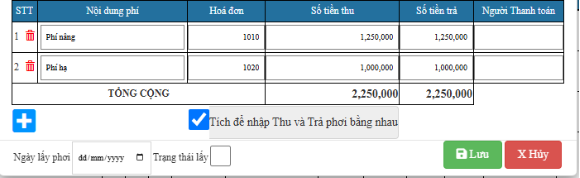 STT Nội dung phí Hoá đơn Số tiền thu Số tiền trả Người Thanh toán
1 Phí nâng 1010 1,250,000 1,250,000
2 Phí hạ 1020 1,000,000 1,000,000
TỔNG CỘNG 2,250,000 2,250,000
Tích để nhập Thu và Trả phơi bằng nhau
Ngày lấy phơi dd/mm/yyyy Trạng thái lấy Lưu X Hủy